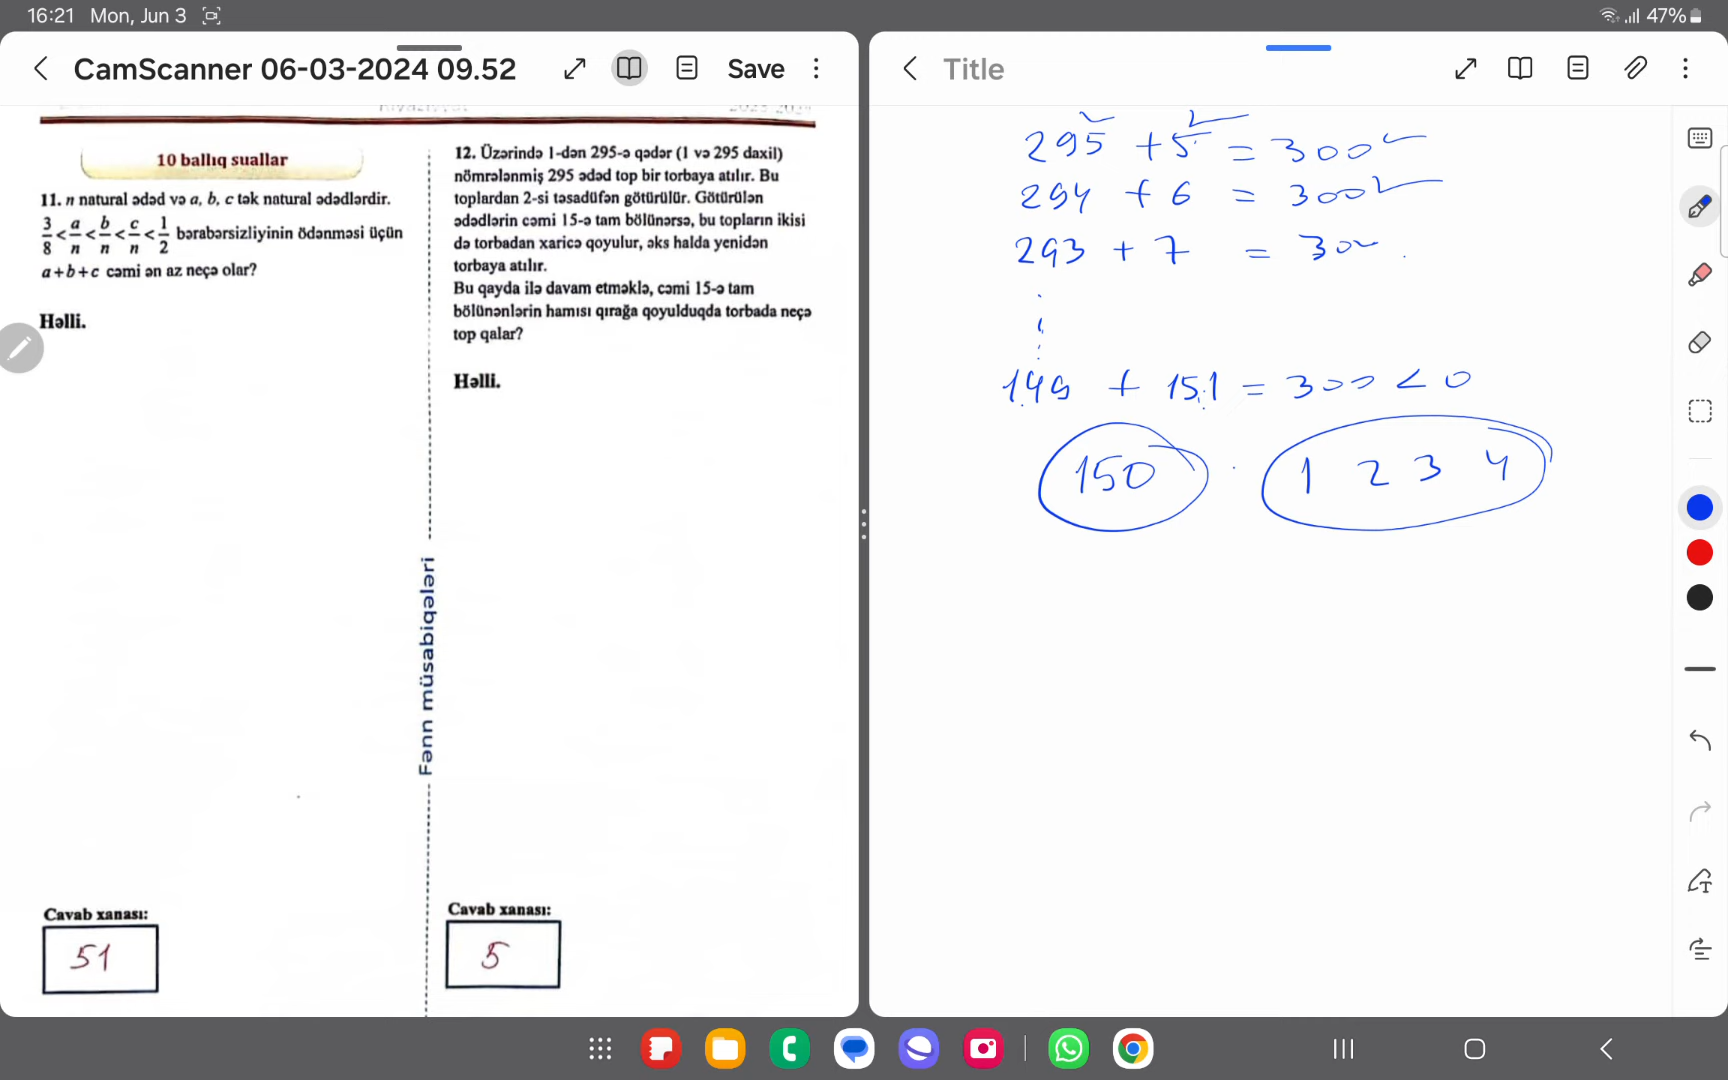 16:21 Mon, Jun 3
47%
CamScanner 06-03-2024 09.52
Save
10 ballıq suallar
11. n natural ədəd və a, b, c tək natural ədədlərdir.
3/8 < a/n < b/n < c/n < 1/2 bərabərsizliyinin ödənməsi üçün
a+b+c cəmi ən az neçə olar?
Həlli.
Cavab xanası:
51
Fənn müsabiqələri
12. Üzərində 1-dən 295-ə qədər (1 və 295 daxil)
nömrələnmiş 295 ədəd top bir torbaya atılır. Bu
toplardan 2-si təsadüfən götürülür. Götürülən
ədədlərin cəmi 15-ə tam bölünərsə, bu topların ikisi
də torbadan xaricə qoyulur, əks halda yenidən
torbaya atılır.
Bu qayda ilə davam etməklə, cəmi 15-ə tam
bölünənlərin hamısı qırağa qoyulduqda torbada neçə
top qalar?
Həlli.
Cavab xanası:
5
Title
295 + 5 = 300
294 + 6 = 300
293 + 7 = 300
149 + 151 = 300 < 0
150 1 2 3 4